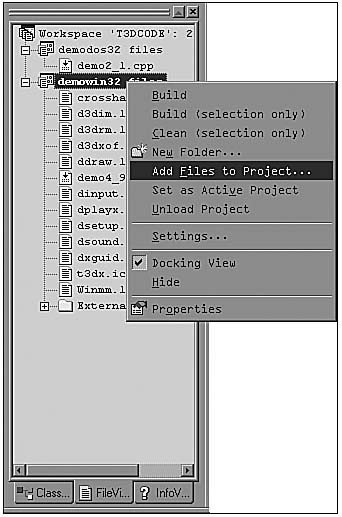 Workspace 'T3DCODE': 2
demodos32 files
demo2_1.cpp
demowin32 files
crossha
d3dim.l
d3drm.l
d3dxof.
ddraw.l
demo4_9
dinput.
dplayx.
dsetup.
dsound.
dxguid.
t3dx.ic
Winmm.l
Externa
Build
Build (selection only)
Clean (selection only)
New Folder...
Add Files to Project...
Set as Active Project
Unload Project
Settings...
Docking View
Hide
Properties
Class...
FileVi...
InfoV...